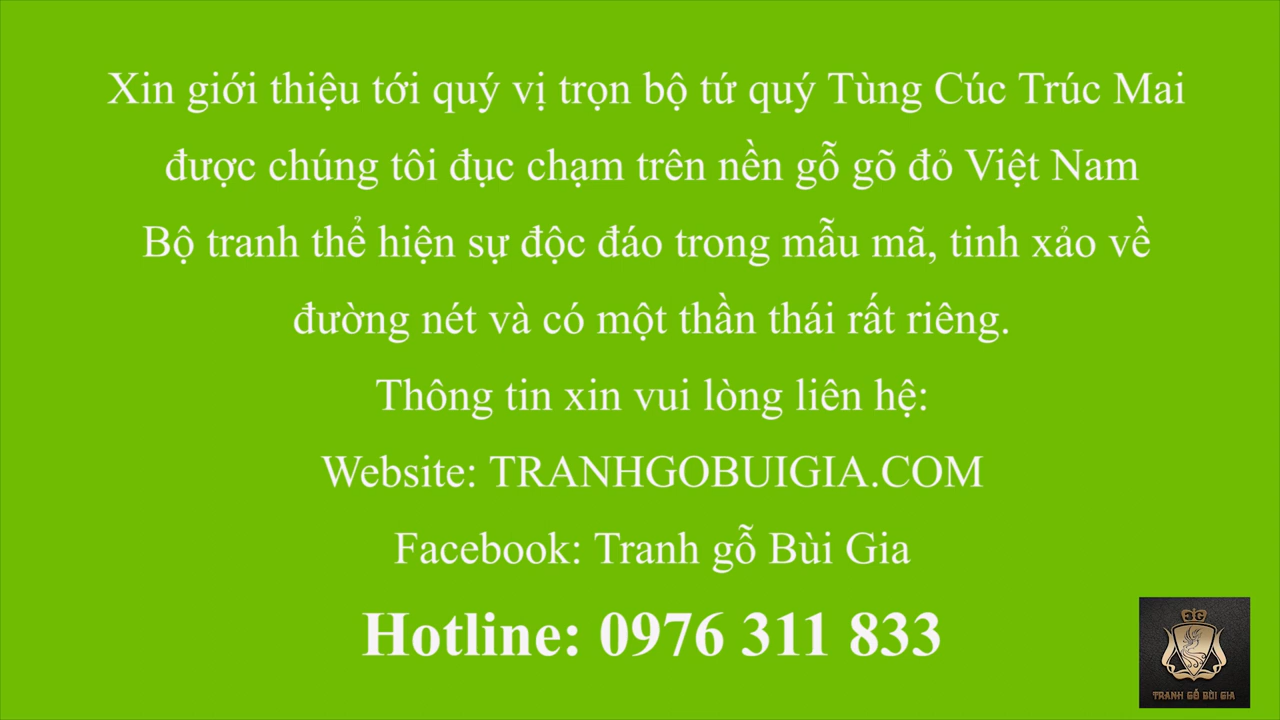 Xin giới thiệu tới quý vị trọn bộ tứ quý Tùng Cúc Trúc Mai
được chúng tôi đục chạm trên nền gỗ gõ đỏ Việt Nam
Bộ tranh thể hiện sự độc đáo trong mẫu mã, tinh xảo về
đường nét và có một thần thái rất riêng.
Thông tin xin vui lòng liên hệ:
Website: TRANHGOBUIGIA.COM
Facebook: Tranh gỗ Bùi Gia
Hotline: 0976 311 833
TRANH GỖ BÙI GIA